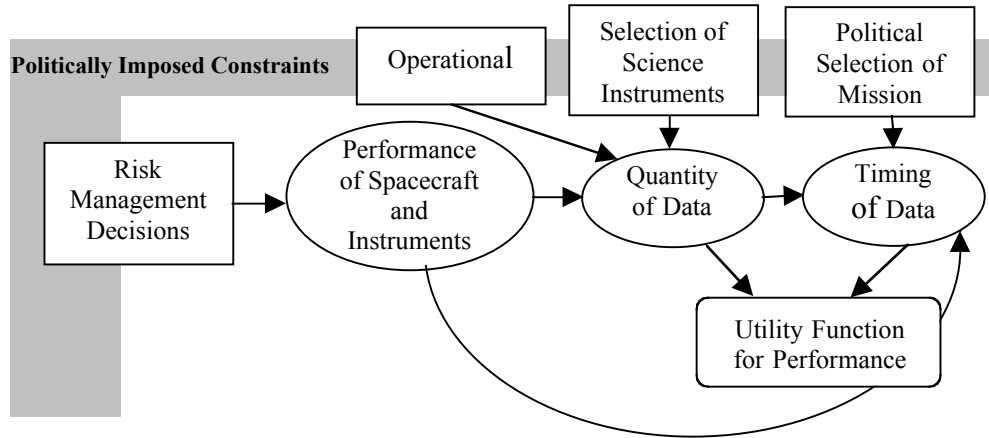 Politically Imposed Constraints
Operational
Selection of
Science
Instruments
Political
Selection of
Mission
Risk
Management
Decisions
Performance
of Spacecraft
and
Instruments
Quantity
of Data
Timing
of Data
Utility Function
for Performance